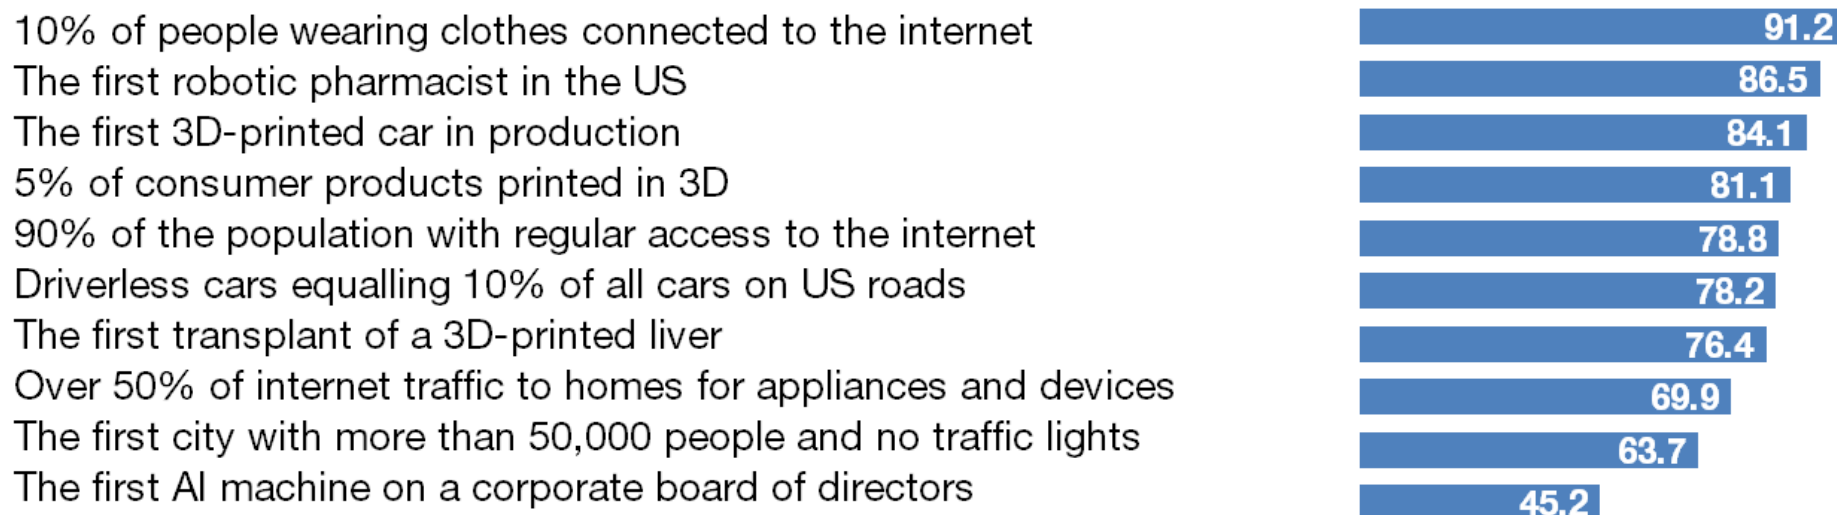 10% of people wearing clothes connected to the internet 91.2
The first robotic pharmacist in the US 86.5
The first 3D-printed car in production 84.1
5% of consumer products printed in 3D 81.1
90% of the population with regular access to the internet 78.8
Driverless cars equalling 10% of all cars on US roads 78.2
The first transplant of a 3D-printed liver 76.4
Over 50% of internet traffic to homes for appliances and devices 69.9
The first city with more than 50,000 people and no traffic lights 63.7
The first AI machine on a corporate board of directors 45.2